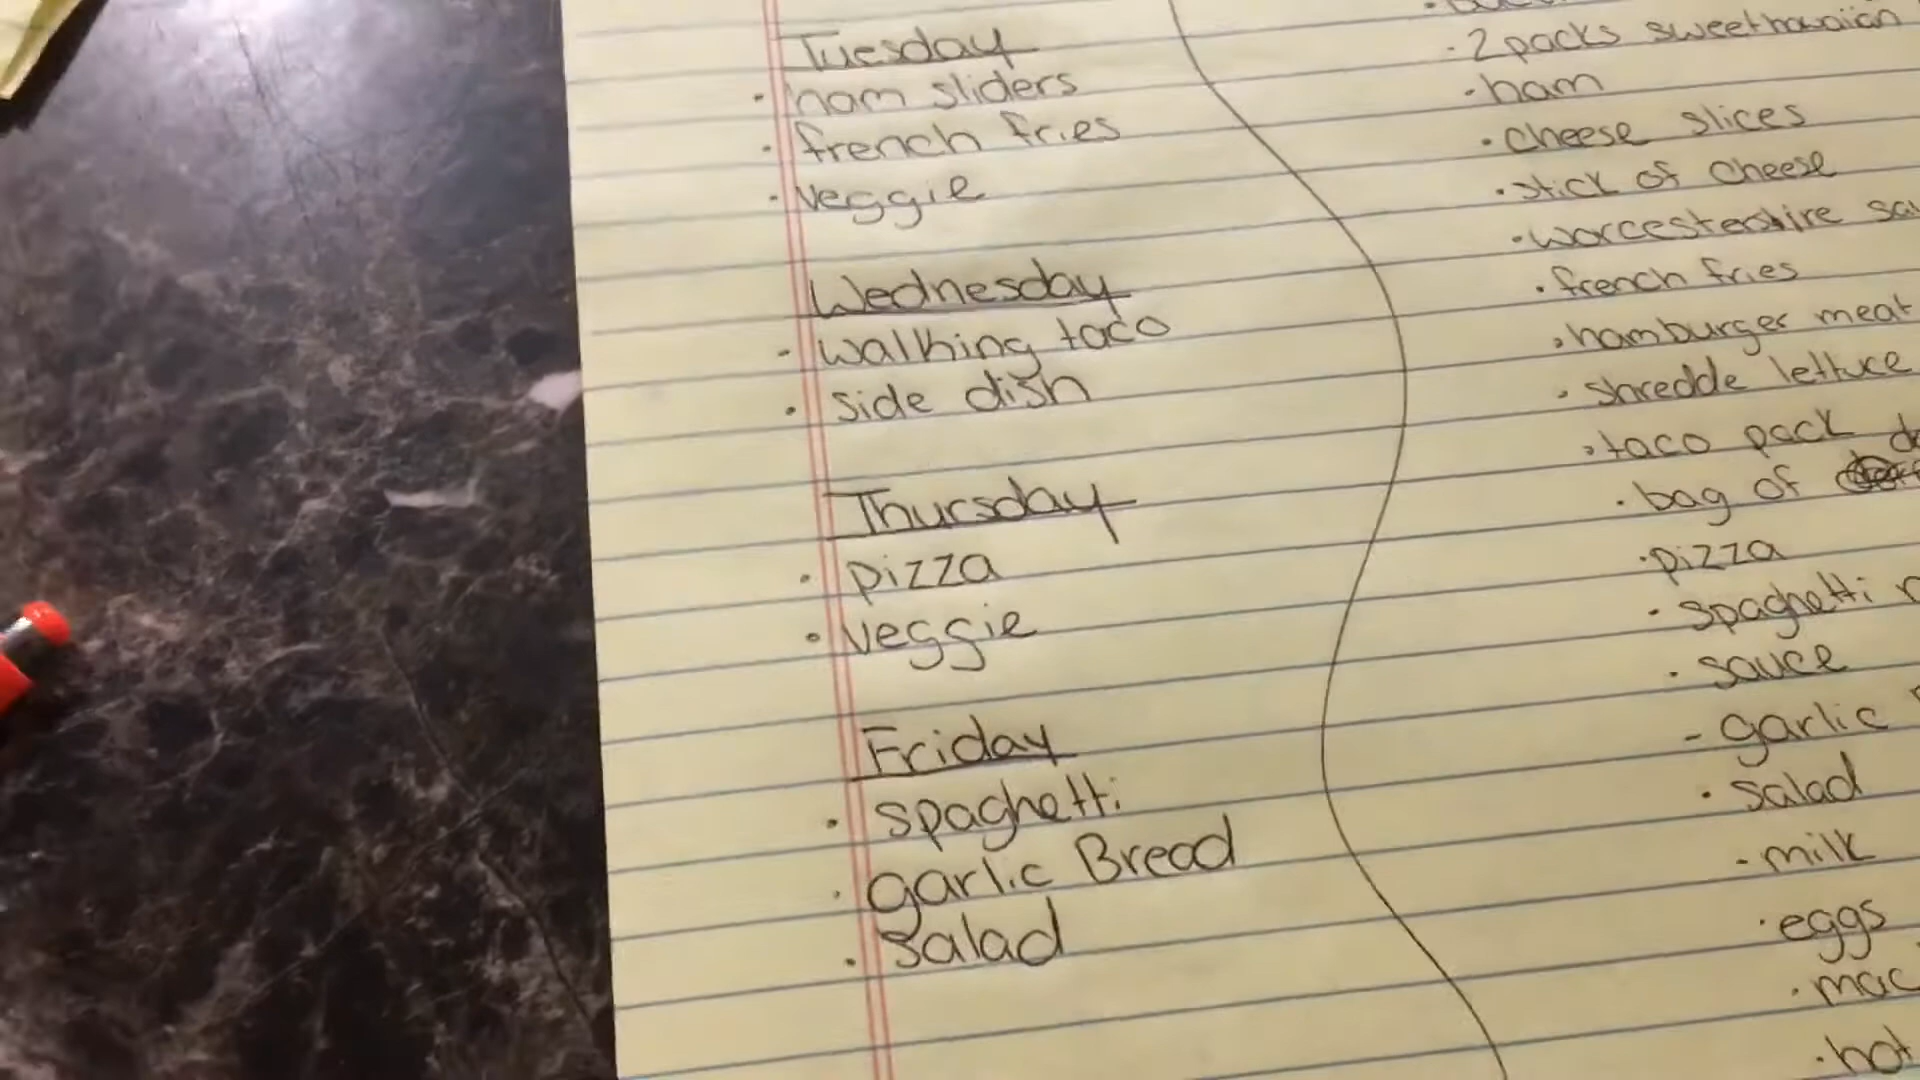 Tuesday
· ham sliders
· french fries
· veggie
Wednesday
- walking taco
· side dish
Thursday
· pizza
· veggie
Friday
· spaghetti
· garlic Bread
· Salad
· 2 packs sweet hawaiian
· ham
· cheese slices
· stick of cheese
· worcestershire
· french fries
· hamburger meat
· shredde lettuce
· taco pack
· bag of
· pizza
· spaghetti
· sauce
- garlic
· salad
- milk
· eggs
· mac
· hot